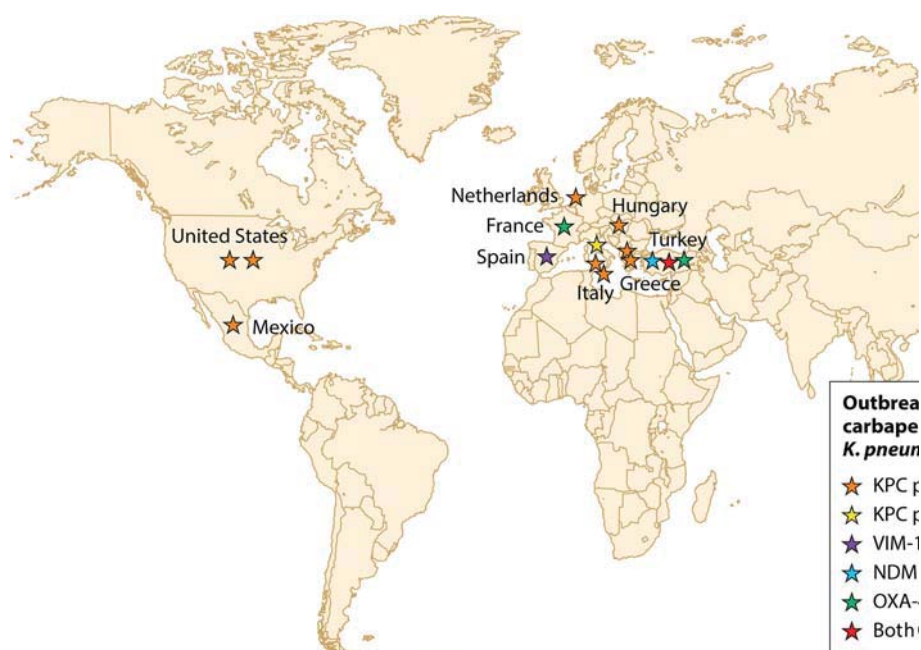 Netherlands
Hungary
France
Turkey
United States
Spain
Greece
Italy
Mexico
Outbrea
carbape
K. pneum
KPC p
KPC p
VIM-1
NDM
OXA-
Both